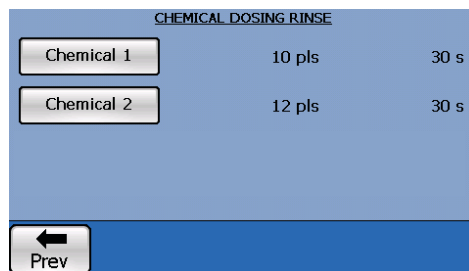 CHEMICAL DOSING RINSE
Chemical 1 10 pls 30 s
Chemical 2 12 pls 30 s
Prev